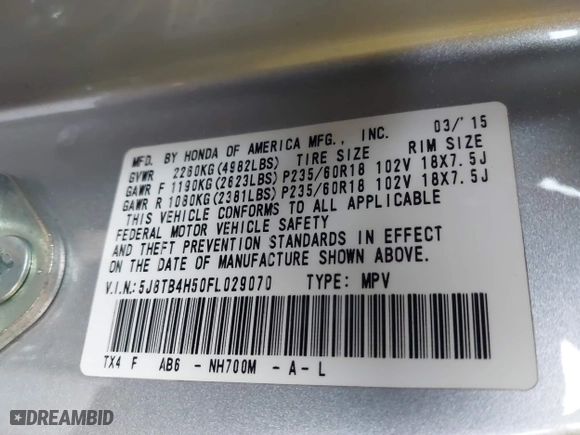 MFD. BY HONDA OF AMERICA MFG., INC. 03/'15
GVWR 2260KG(4982LBS) TIRE SIZE RIM SIZE
GAWR F 1190KG(2623LBS) P235/60R18 102V 18X7.5J
GAWR R 1080KG(2381LBS) P235/60R18 102V 18X7.5J
THIS VEHICLE CONFORMS TO ALL APPLICABLE
FEDERAL MOTOR VEHICLE SAFETY
AND THEFT PREVENTION STANDARDS IN EFFECT
ON THE DATE OF MANUFACTURE SHOWN ABOVE.
V.I.N.: 5J8TB4H50FL029070 TYPE: MPV
TX4 F AB6 - NH700M - A - L
DREAMBID